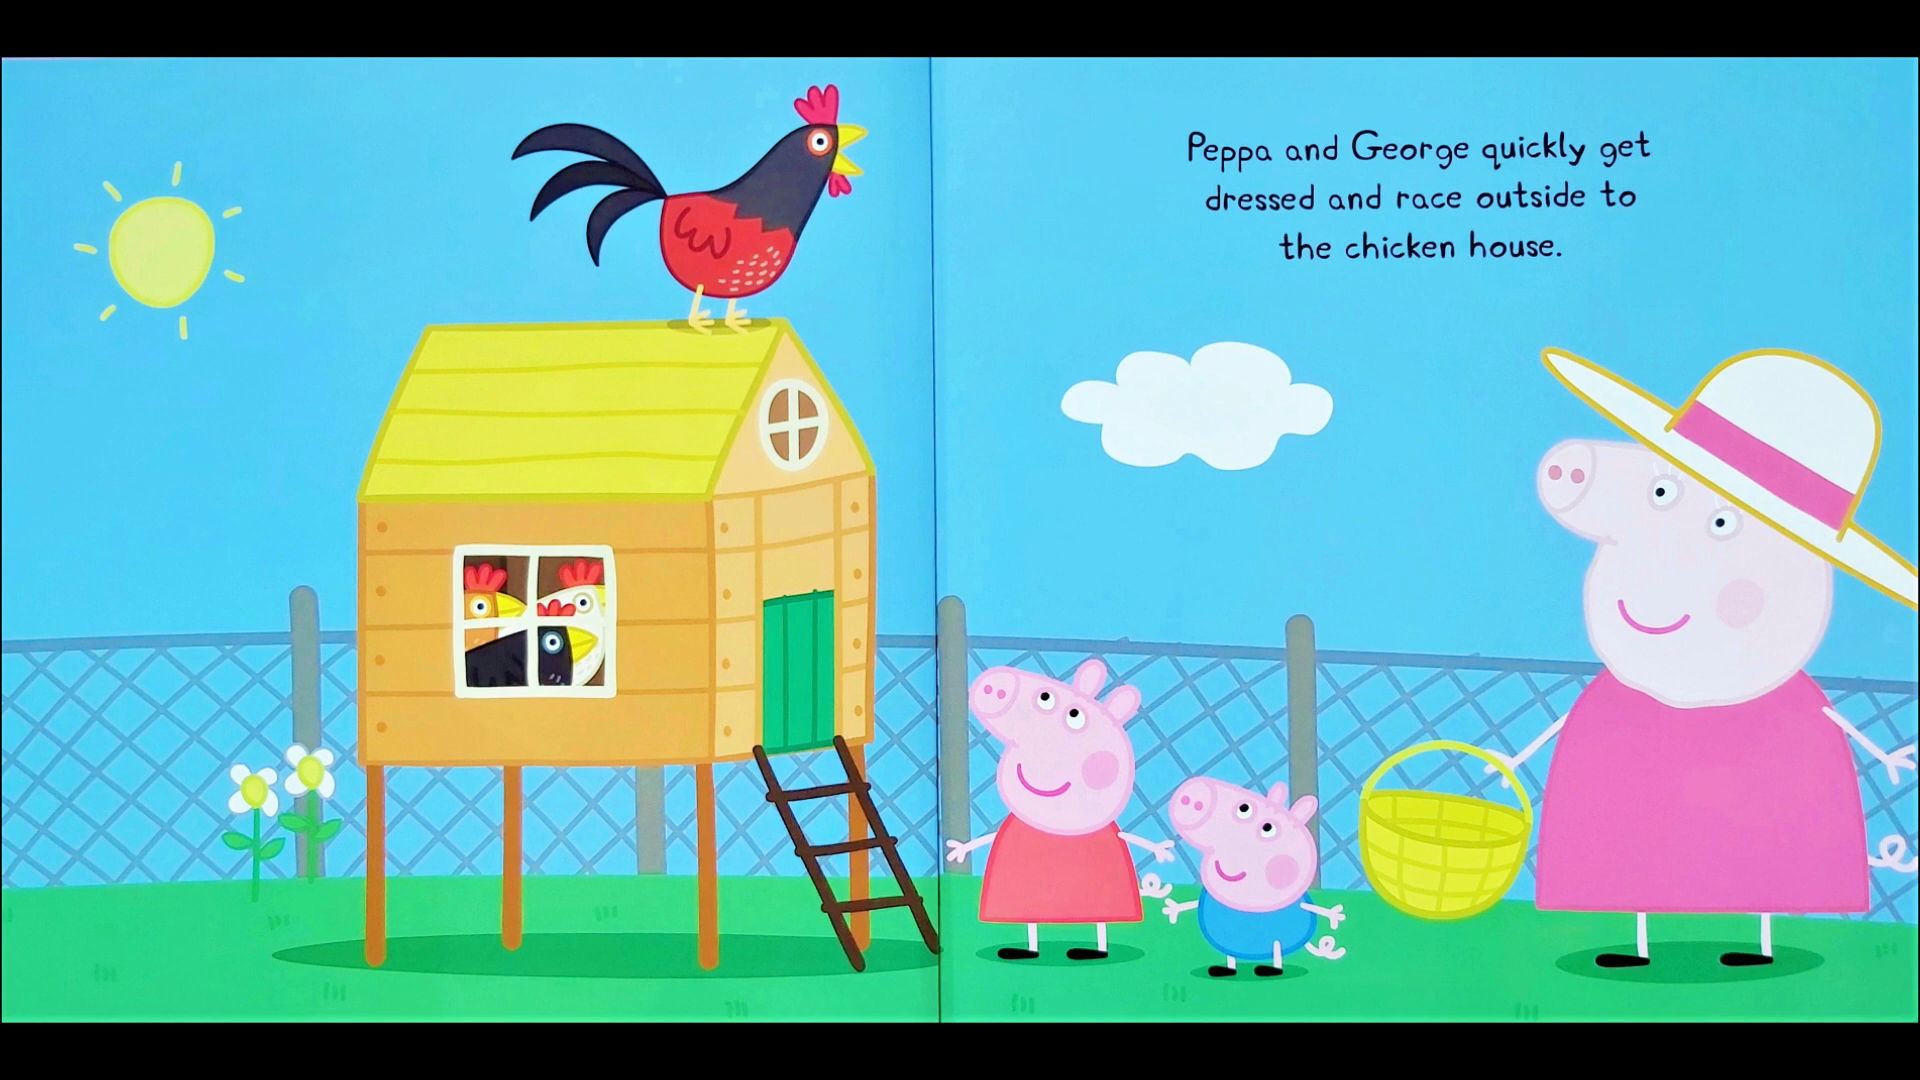 Peppa and George quickly get
dressed and race outside to
the chicken house.